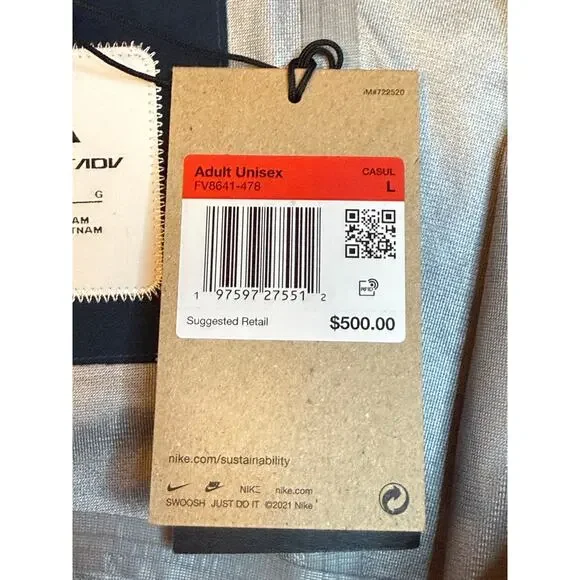 iM#722520
Adult Unisex
CASUL
FV8641-478
L
1 97597 27551 2
RFID
Suggested Retail
$500.00
ADV
G
AM
TNAM
nike.com/sustainability
NIKE nike.com
SWOOSH JUST DO IT ©2021 Nike